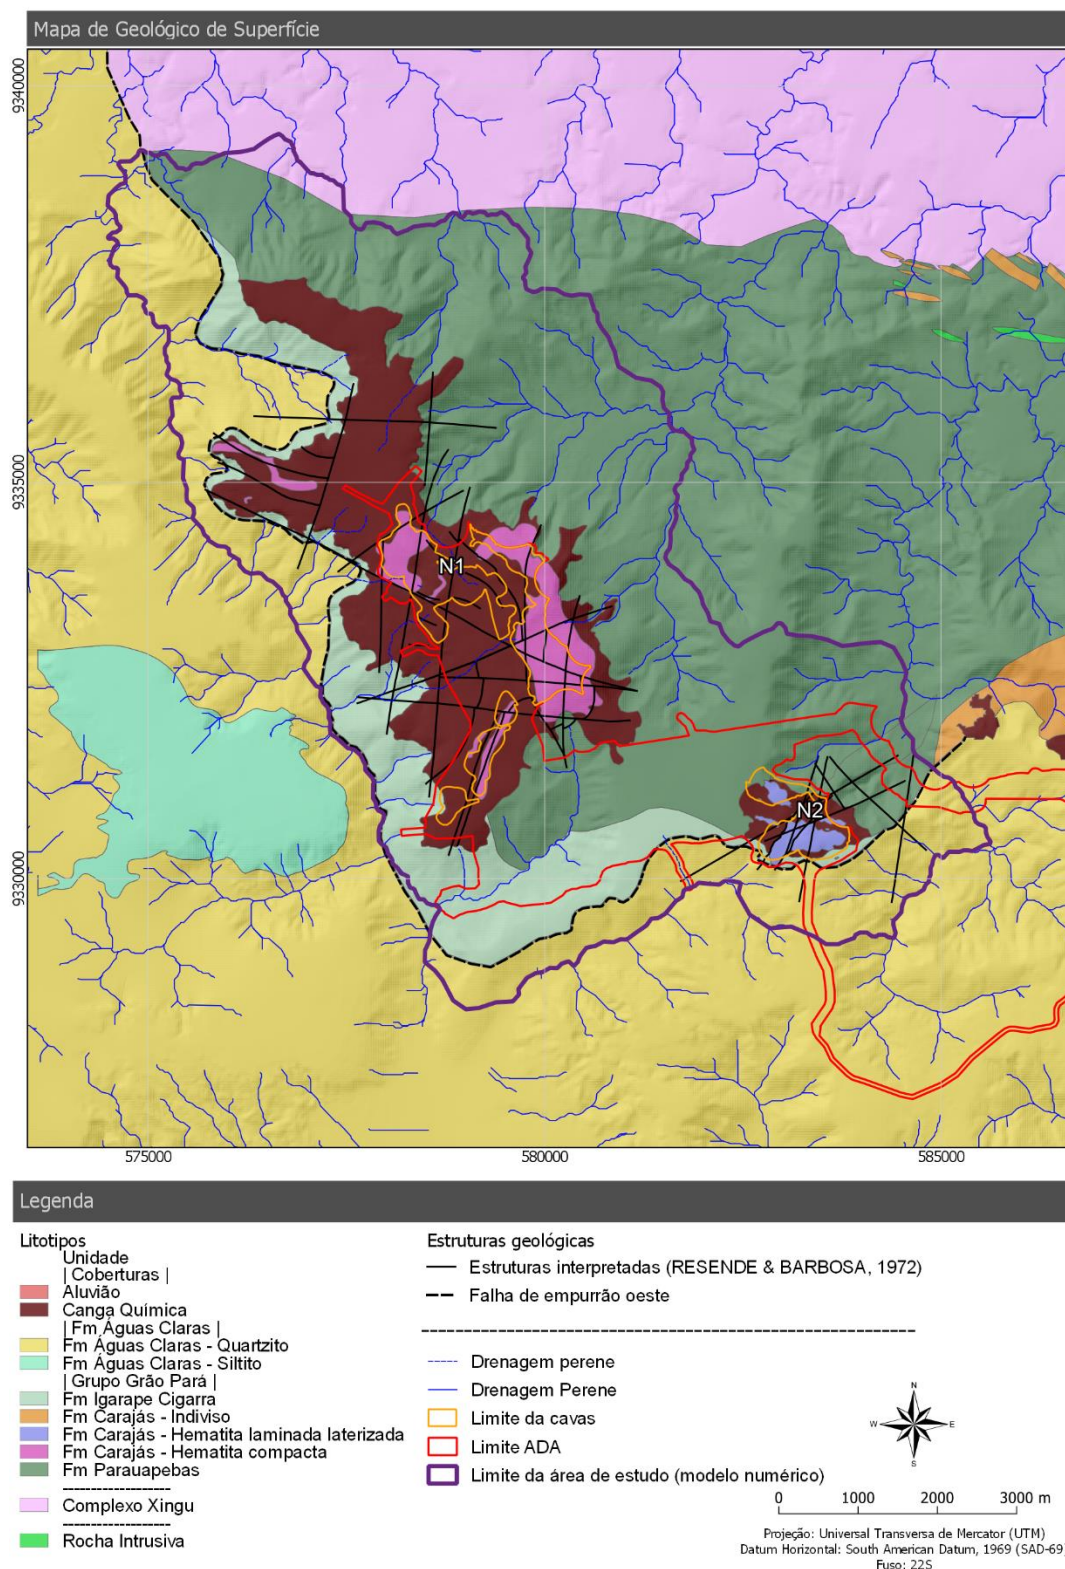 Mapa de Geológico de Superfície
9340000
9335000
N1
N2
9330000
575000
580000
585000
Legenda
Litotipos
Unidade
| Coberturas |
Aluvião
Canga Química
| Fm Águas Claras |
Fm Águas Claras - Quartzito
Fm Águas Claras - Siltito
| Grupo Grão Pará |
Fm Igarape Cigarra
Fm Carajás - Indiviso
Fm Carajás - Hematita laminada laterizada
Fm Carajás - Hematita compacta
Fm Parauapebas
-------------------
Complexo Xingu
-------------------
Rocha Intrusiva
Estruturas geológicas
Estruturas interpretadas (RESENDE & BARBOSA, 1972)
Falha de empurrão oeste
Drenagem perene
Drenagem Perene
Limite da cavas
Limite ADA
Limite da área de estudo (modelo numérico)
N
W
E
S
0 1000 2000 3000 m
Projeção: Universal Transversa de Mercator (UTM)
Datum Horizontal: South American Datum, 1969 (SAD-69)
Fuso: 22S